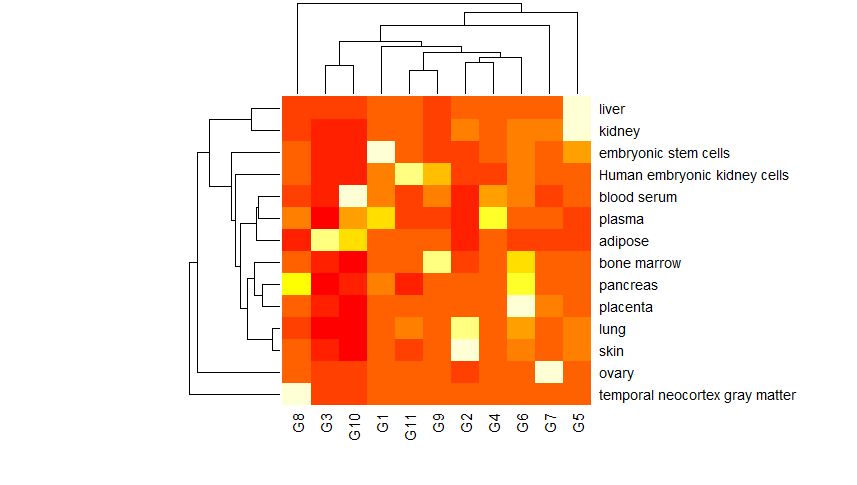 liver
kidney
embryonic stem cells
Human embryonic kidney cells
blood serum
plasma
adipose
bone marrow
pancreas
placenta
lung
skin
ovary
temporal neocortex gray matter
G8 G3 G10 G1 G11 G9 G2 G4 G6 G7 G5